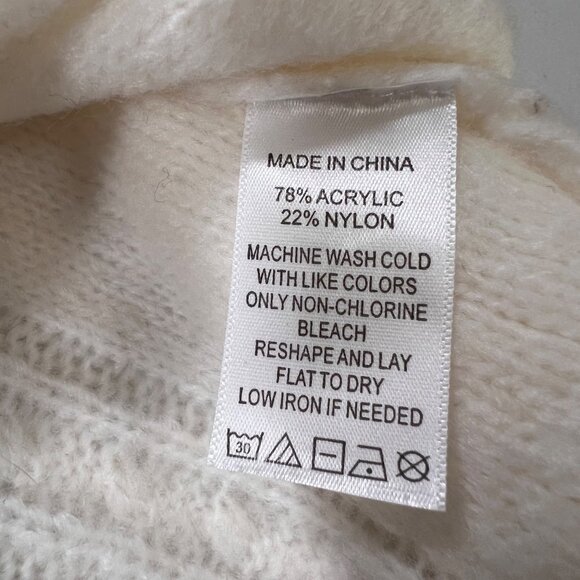 MADE IN CHINA
78% ACRYLIC
22% NYLON
MACHINE WASH COLD
WITH LIKE COLORS
ONLY NON-CHLORINE
BLEACH
RESHAPE AND LAY
FLAT TO DRY
LOW IRON IF NEEDED
30